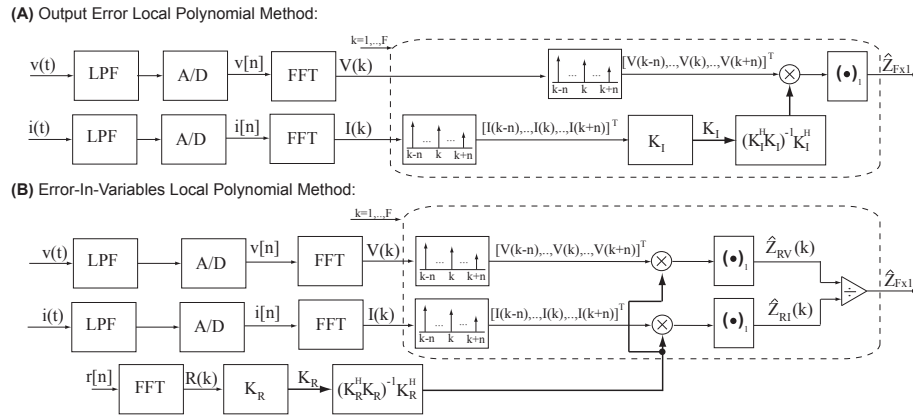 (A) Output Error Local Polynomial Method:
k=1,..,F
v(t) LPF A/D v[n] FFT V(k) ... ... k-n k k+n [V(k-n),..,V(k),..,V(k+n)]^T ⊗ (•)₁ Ẑ_Fx1
i(t) LPF A/D i[n] FFT I(k) ... ... k-n k k+n [I(k-n),..,I(k),..,I(k+n)]^T K_I K_I (K_I^H K_I)^-1 K_I^H
(B) Error-In-Variables Local Polynomial Method:
k=1,..,F
v(t) LPF A/D v[n] FFT V(k) ... ... k-n k k+n [V(k-n),..,V(k),..,V(k+n)]^T ⊗ (•)₁ Ẑ_RV(k)
÷ Ẑ_Fx1
i(t) LPF A/D i[n] FFT I(k) ... ... k-n k k+n [I(k-n),..,I(k),..,I(k+n)]^T ⊗ (•)₁ Ẑ_RI(k)
r[n] FFT R(k) K_R K_R (K_R^H K_R)^-1 K_R^H